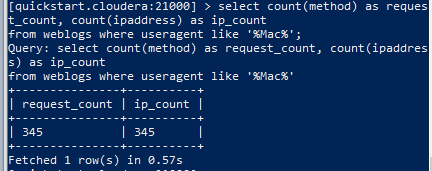 [quickstart.cloudera:21000] > select count(method) as reques
t_count, count(ipaddress) as ip_count
from weblogs where useragent like '%Mac%';
Query: select count(method) as request_count, count(ipaddres
s) as ip_count
from weblogs where useragent like '%Mac%'
+---------------+----------+
| request_count | ip_count |
+---------------+----------+
| 345           | 345      |
+---------------+----------+
Fetched 1 row(s) in 0.57s